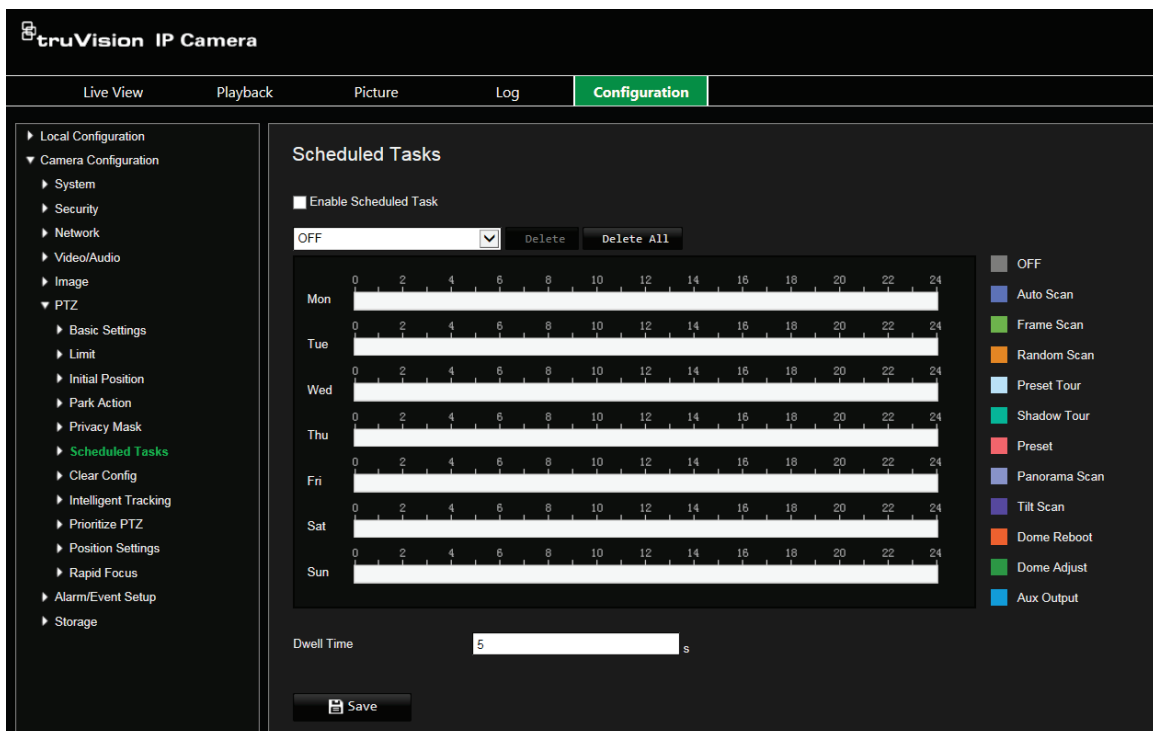 truVision IP Camera
Live View Playback Picture Log Configuration
Local Configuration
Camera Configuration
System
Security
Network
Video/Audio
Image
PTZ
Basic Settings
Limit
Initial Position
Park Action
Privacy Mask
Scheduled Tasks
Clear Config
Intelligent Tracking
Prioritize PTZ
Position Settings
Rapid Focus
Alarm/Event Setup
Storage
Scheduled Tasks
Enable Scheduled Task
OFF Delete Delete All
0 2 4 6 8 10 12 14 16 18 20 22 24
Mon
0 2 4 6 8 10 12 14 16 18 20 22 24
Tue
0 2 4 6 8 10 12 14 16 18 20 22 24
Wed
0 2 4 6 8 10 12 14 16 18 20 22 24
Thu
0 2 4 6 8 10 12 14 16 18 20 22 24
Fri
0 2 4 6 8 10 12 14 16 18 20 22 24
Sat
0 2 4 6 8 10 12 14 16 18 20 22 24
Sun
OFF
Auto Scan
Frame Scan
Random Scan
Preset Tour
Shadow Tour
Preset
Panorama Scan
Tilt Scan
Dome Reboot
Dome Adjust
Aux Output
Dwell Time 5 s
Save